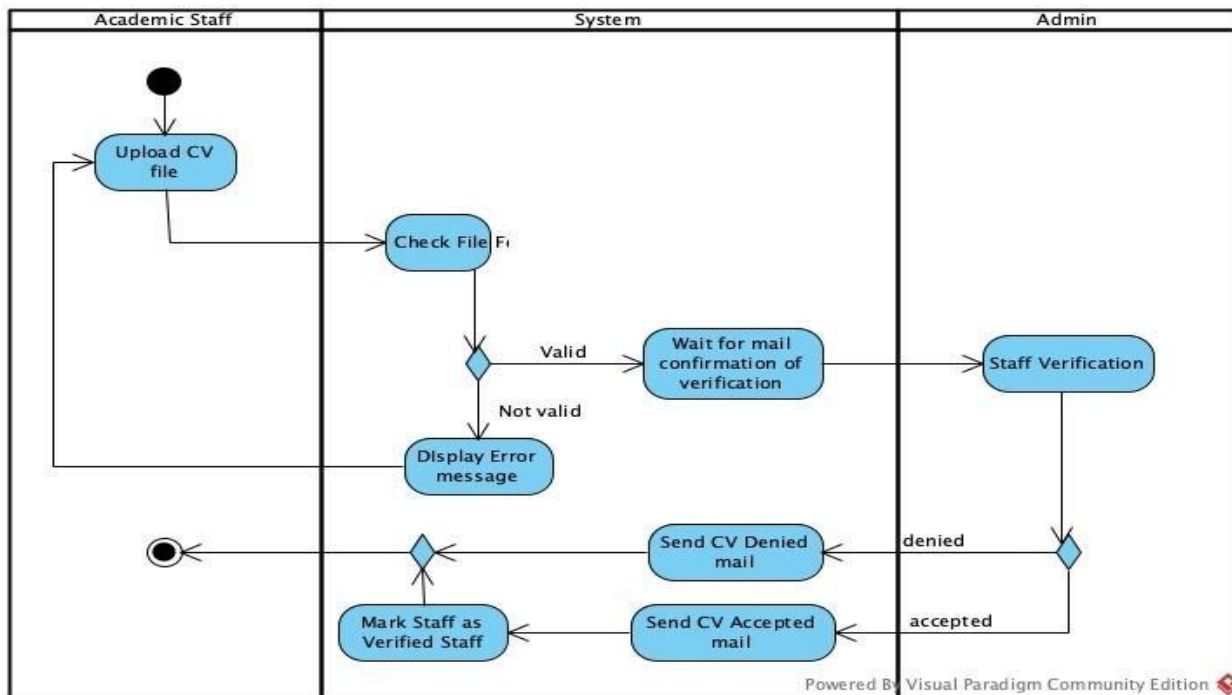 Academic Staff
System
Admin
Upload CV
file
Check File
Valid
Wait for mail
confirmation of
verification
Staff Verification
Not valid
DIsplay Error
message
Send CV Denied
mail
denied
Mark Staff as
Verified Staff
Send CV Accepted
mail
accepted
Powered By Visual Paradigm Community Edition